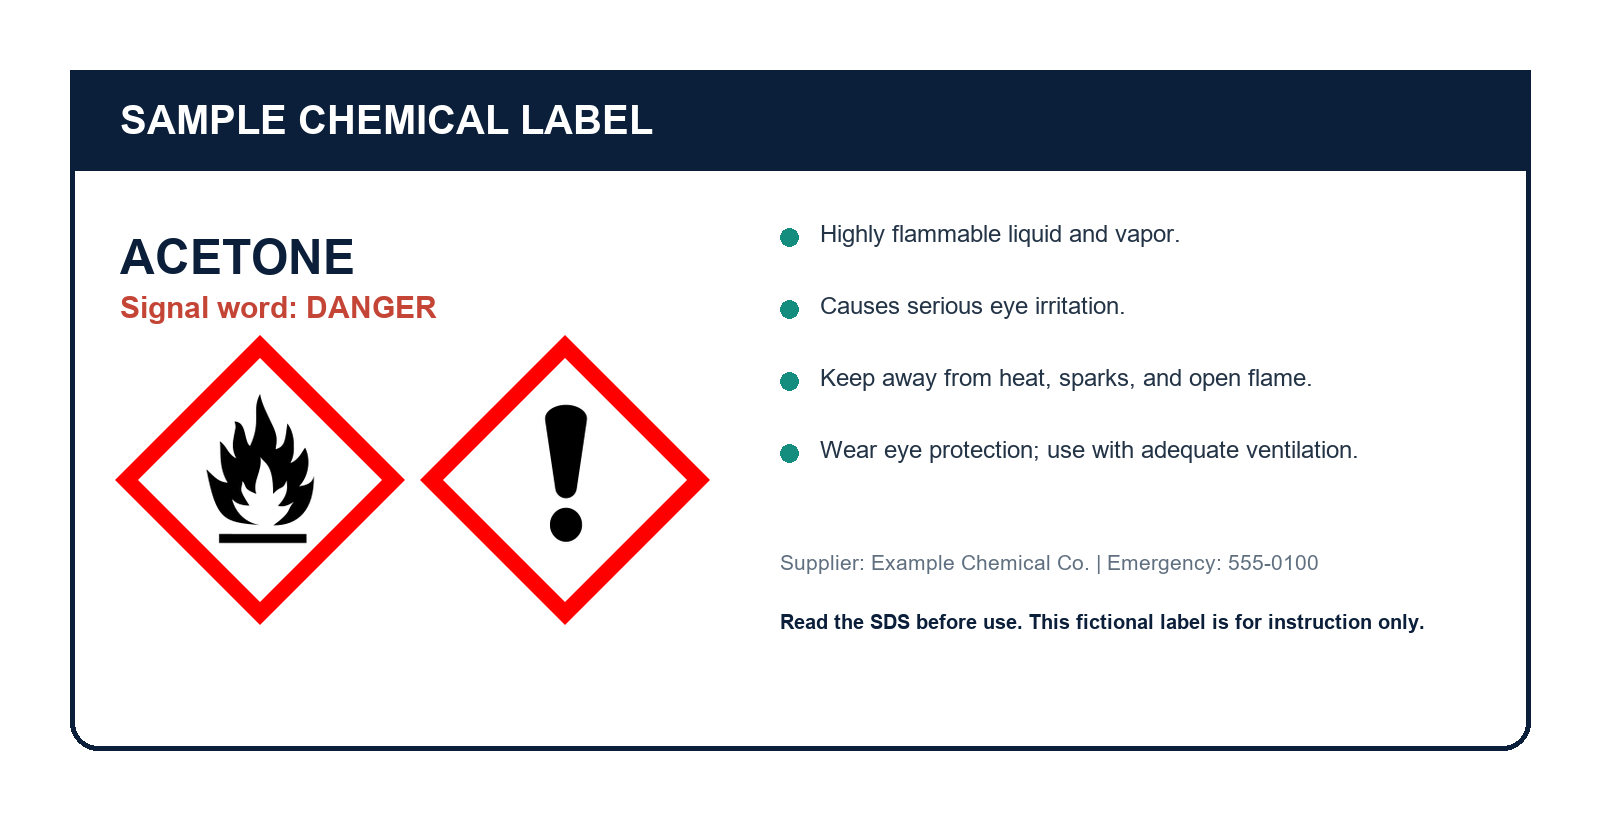 SAMPLE CHEMICAL LABEL
ACETONE
Signal word: DANGER
Highly flammable liquid and vapor.
Causes serious eye irritation.
Keep away from heat, sparks, and open flame.
Wear eye protection; use with adequate ventilation.
Supplier: Example Chemical Co. | Emergency: 555-0100
Read the SDS before use. This fictional label is for instruction only.